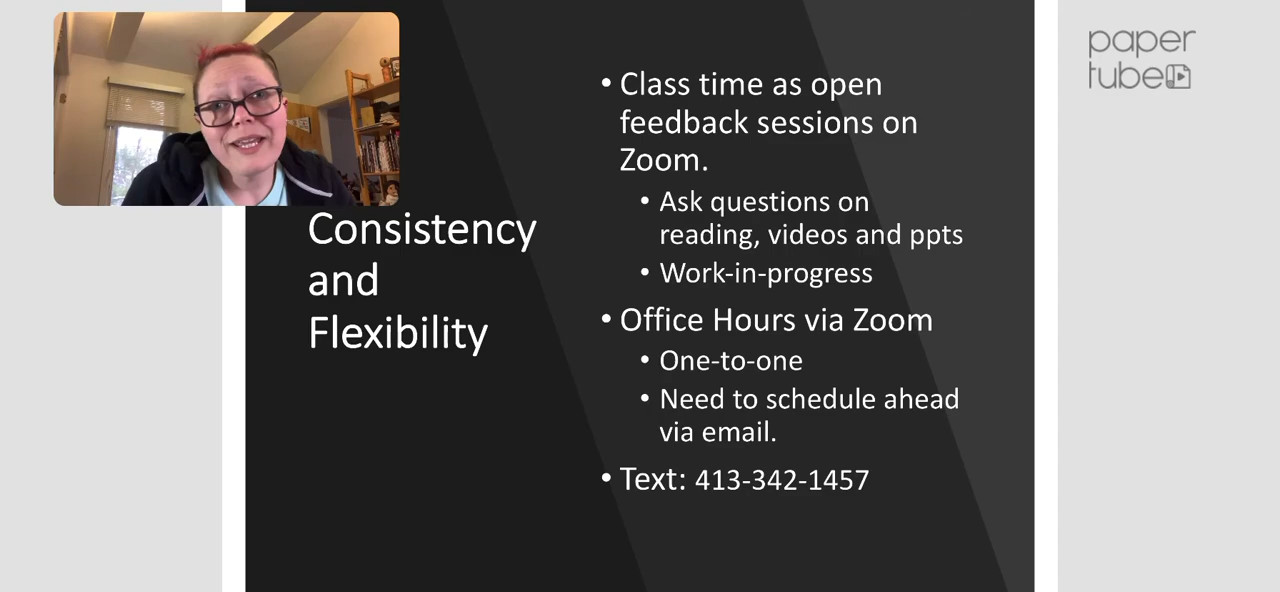 paper
tube
Consistency
and
Flexibility
• Class time as open
feedback sessions on
Zoom.
• Ask questions on
reading, videos and ppts
• Work-in-progress
• Office Hours via Zoom
• One-to-one
• Need to schedule ahead
via email.
• Text: 413-342-1457